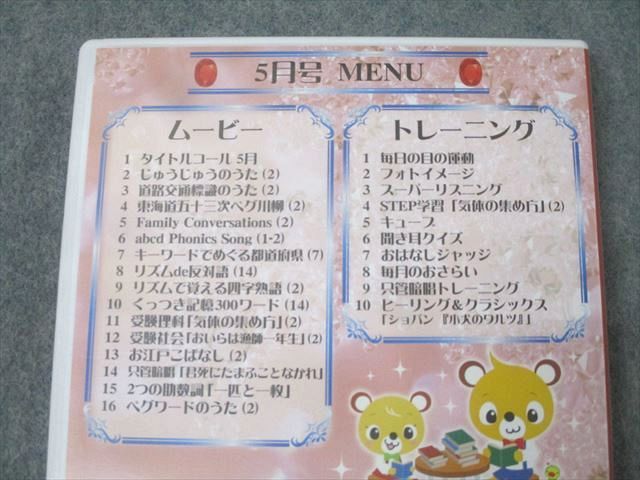 5月号 MENU
ムービー
1 タイトルコール 5月
2 じゅうじゅうのうた(2)
3 道路交通標識のうた(2)
4 東海道五十三次ペグ川柳(2)
5 Family Conversations (2)
6 abcd Phonics Song (1-2)
7 キーワードでめぐる都道府県(7)
8 リズムde反対語(14)
9 リズムで覚える四字熟語(2)
10 くっつき記憶300ワード(14)
11 受験理科「気体の集め方」(2)
12 受験社会「おいらは漁師一年生」(2)
13 お江戸こばなし(2)
14 只管暗唱「君死にたまふことなかれ」
15 2つの助数詞「一匹と一枚」
16 ペグワードのうた(2)
トレーニング
1 毎日の目の運動
2 フォトイメージ
3 スーパーリスニング
4 STEP学習「気体の集め方」(2)
5 キューブ
6 聞き耳クイズ
7 おはなしジャッジ
8 毎月のおさらい
9 只管暗唱トレーニング
10 ヒーリング&クラシックス
「ショパン『小犬のワルツ』」